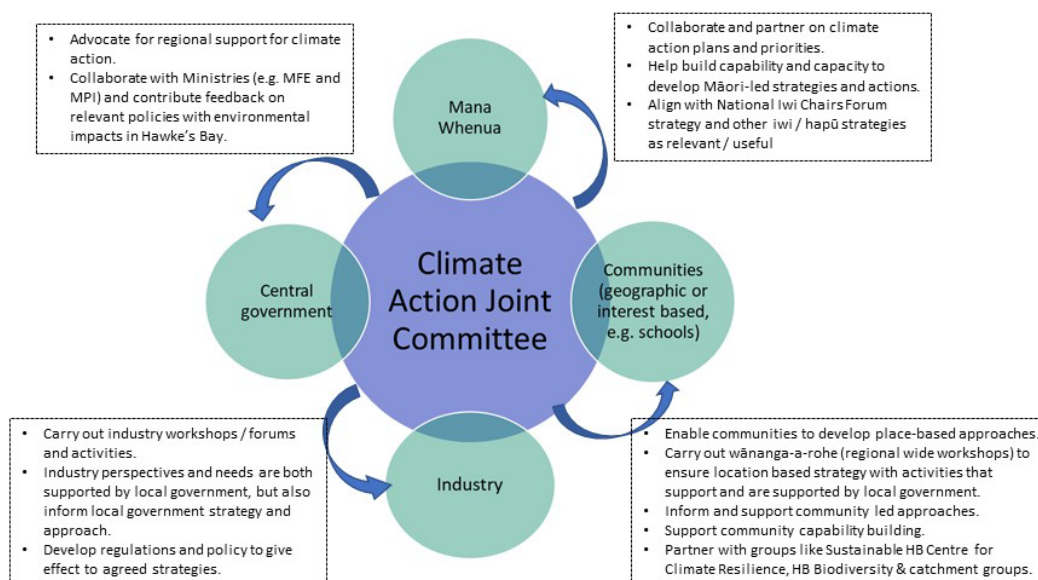 • Advocate for regional support for climate
action.
• Collaborate with Ministries (e.g. MFE and
MPI) and contribute feedback on
relevant policies with environmental
impacts in Hawke's Bay.
Mana
Whenua
• Collaborate and partner on climate
action plans and priorities.
• Help build capability and capacity to
develop Māori-led strategies and actions.
• Align with National Iwi Chairs Forum
strategy and other iwi / hapū strategies
as relevant / useful
Central
government
Climate
Action Joint
Committee
Communities
(geographic or
interest based,
e.g. schools)
• Carry out industry workshops / forums
and activities.
• Industry perspectives and needs are both
supported by local government, but also
inform local government strategy and
approach.
• Develop regulations and policy to give
effect to agreed strategies.
Industry
• Enable communities to develop place-based approaches.
• Carry out wānanga-a-rohe (regional wide workshops) to
ensure location based strategy with activities that
support and are supported by local government.
• Inform and support community led approaches.
• Support community capability building.
• Partner with groups like Sustainable HB Centre for
Climate Resilience, HB Biodiversity & catchment groups.